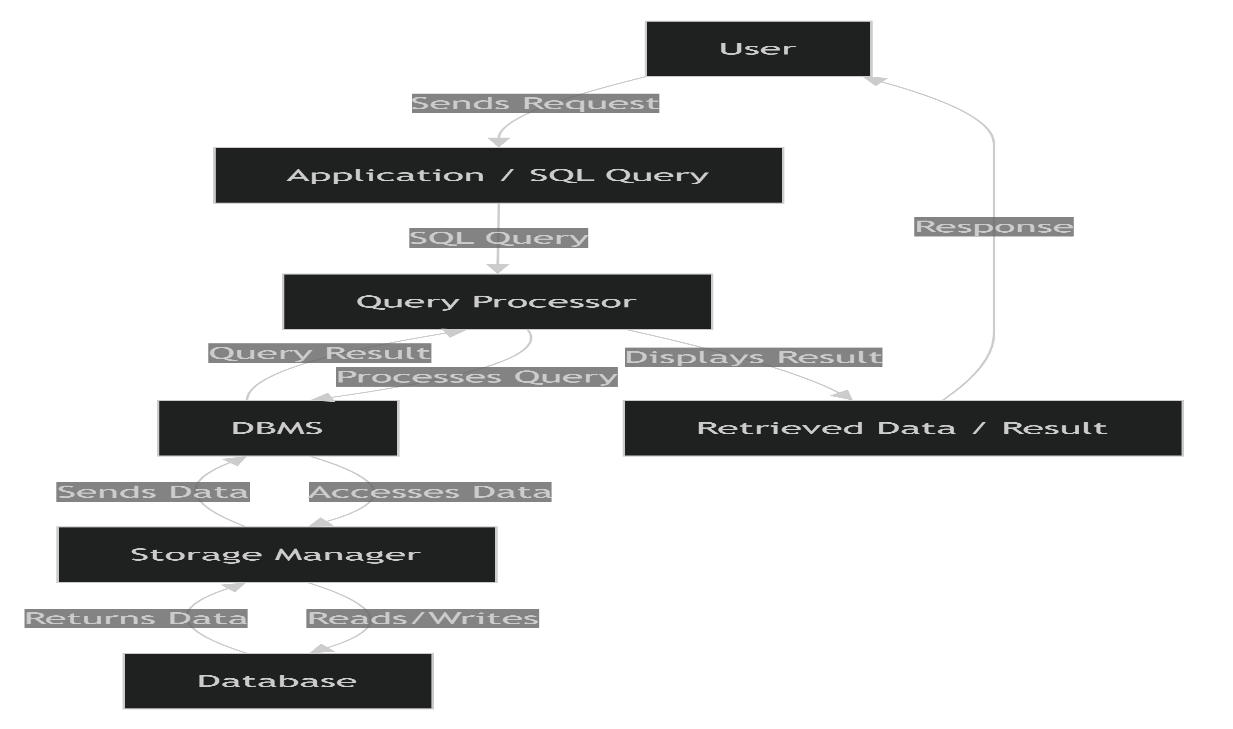 User
Sends Request
Application / SQL Query
SQL Query
Response
Query Processor
Query Result
Displays Result
Processes Query
DBMS
Retrieved Data / Result
Sends Data
Accesses Data
Storage Manager
Returns Data
Reads/Writes
Database